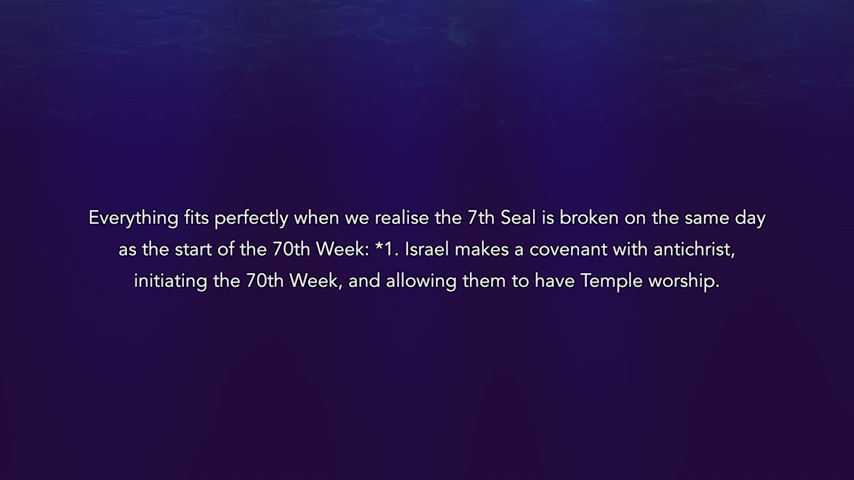 Everything fits perfectly when we realise the 7th Seal is broken on the same day
as the start of the 70th Week: *1. Israel makes a covenant with antichrist,
initiating the 70th Week, and allowing them to have Temple worship.